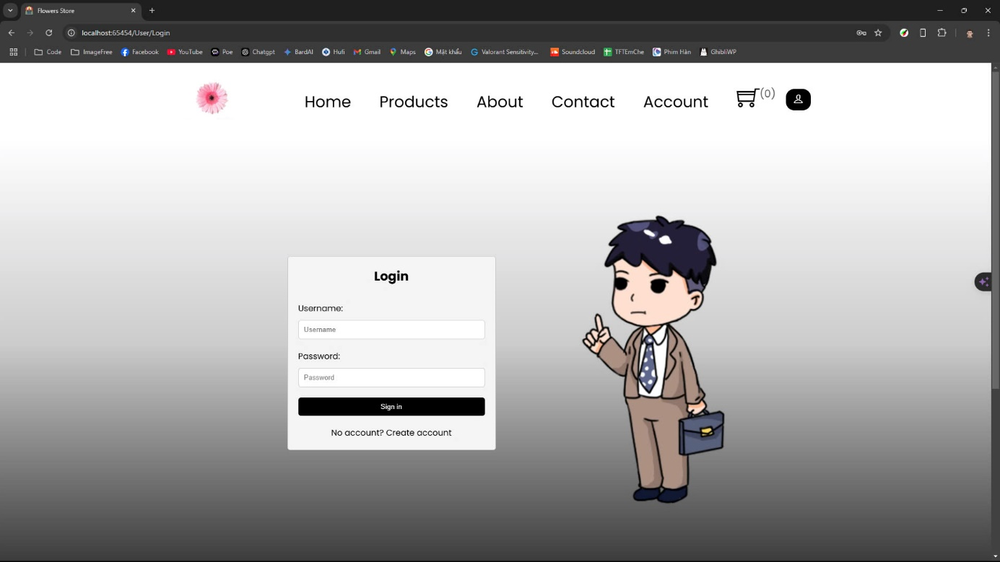 Flowers Store
localhost:65454/User/Login
Code ImageFree Facebook YouTube Poe Chatgpt BardAI Hufi Gmail Maps Mật khẩu Valorant Sensitivity... Soundcloud TFTEmChe Phim Hàn GhibliWP
Home Products About Contact Account (0)
Login
Username:
Username
Password:
Password
Sign in
No account? Create account